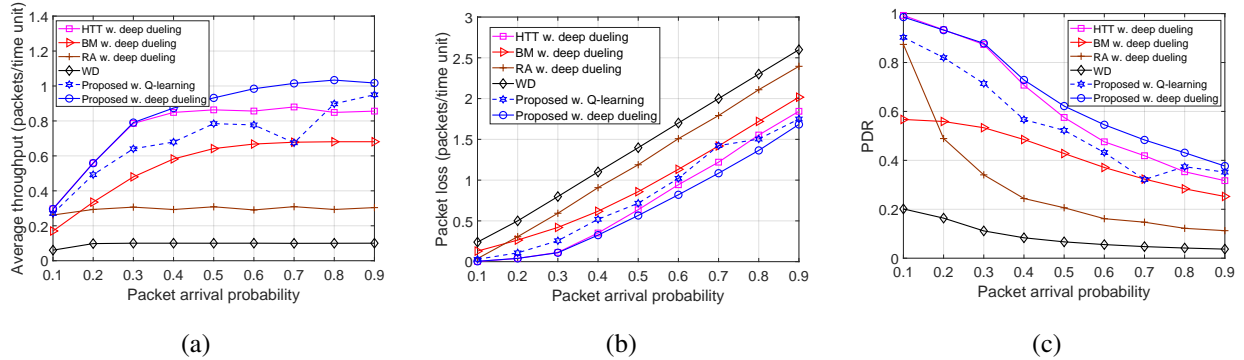 Average throughput (packets/time unit)
1.4
1.2
1
0.8
0.6
0.4
0.2
0
HTT w. deep dueling
BM w. deep dueling
RA w. deep dueling
WD
Proposed w. Q-learning
Proposed w. deep dueling
0.1 0.2 0.3 0.4 0.5 0.6 0.7 0.8 0.9
Packet arrival probability
(a)
Packet loss (packets/time unit)
3
2.5
2
1.5
1
0.5
0
HTT w. deep dueling
BM w. deep dueling
RA w. deep dueling
WD
Proposed w. Q-learning
Proposed w. deep dueling
0.1 0.2 0.3 0.4 0.5 0.6 0.7 0.8 0.9
Packet arrival probability
(b)
PDR
1
0.8
0.6
0.4
0.2
0
HTT w. deep dueling
BM w. deep dueling
RA w. deep dueling
WD
Proposed w. Q-learning
Proposed w. deep dueling
0.1 0.2 0.3 0.4 0.5 0.6 0.7 0.8 0.9
Packet arrival probability
(c)